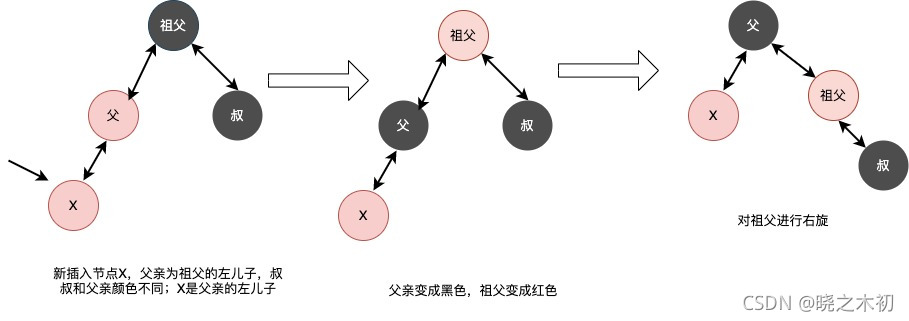 祖父
父
叔
X
新插入节点X，父亲为祖父的左儿子，叔
叔和父亲颜色不同；X是父亲的左儿子
祖父
父
叔
X
父亲变成黑色，祖父变成红色
父
X
祖父
叔
对祖父进行右旋
CSDN @晓之木初